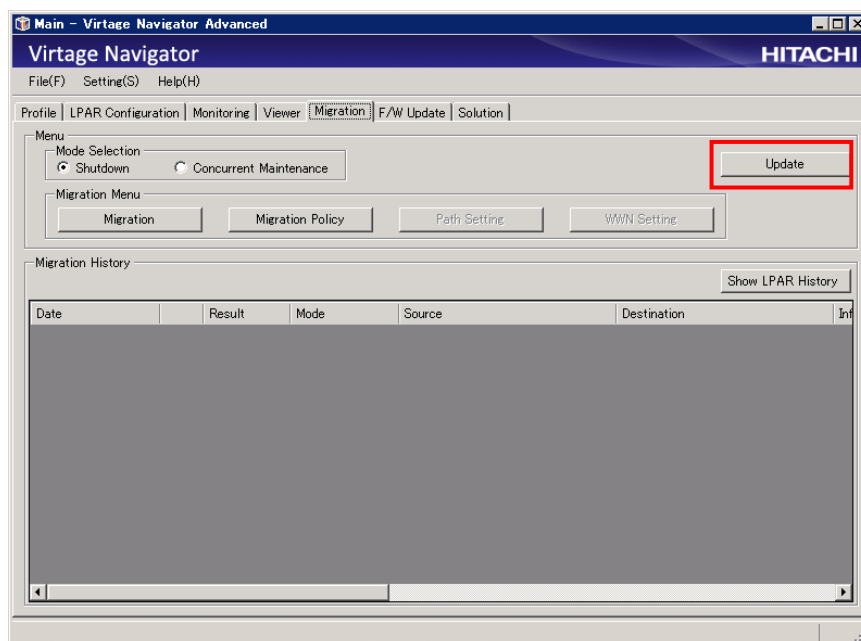 Main - Virtage Navigator Advanced
Virtage Navigator
HITACHI
File(F) Setting(S) Help(H)
Profile LPAR Configuration Monitoring Viewer Migration F/W Update Solution
Menu
Mode Selection
Shutdown Concurrent Maintenance
Update
Migration Menu
Migration Migration Policy Path Setting WWN Setting
Migration History
Show LPAR History
Date Result Mode Source Destination Inf